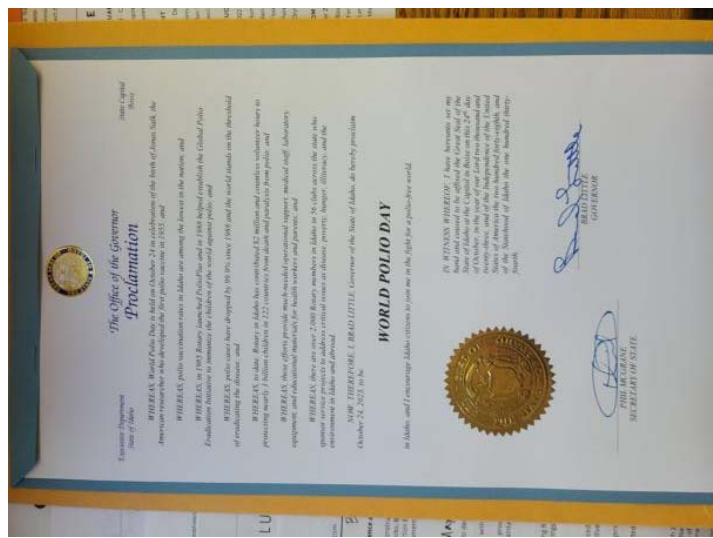 The Office of the Governor
Proclamation
Executive Department
State of Idaho
State Capitol
Boise
WHEREAS, World Polio Day is held on October 24 in celebration of the birth of Jonas Salk, the
American researcher who developed the first polio vaccine in 1955; and
WHEREAS, polio vaccination rates in Idaho are among the lowest in the nation; and
WHEREAS, in 1985 Rotary launched PolioPlus and in 1988 helped establish the Global Polio
Eradication Initiative to immunize the children of the world against polio; and
WHEREAS, polio cases have dropped by 99.9% since 1988 and the world stands on the threshold
of eradicating the disease; and
WHEREAS, to date, Rotary in Idaho has contributed $2 million and countless volunteer hours to
protecting nearly 3 billion children in 122 countries from death and paralysis from polio; and
WHEREAS, these efforts provide much-needed operational support, medical staff, laboratory
equipment, and educational materials for health workers and parents; and
WHEREAS, there are over 2,000 Rotary members in Idaho in 56 clubs across the state who
sponsor service projects to address critical issues as disease, poverty, hunger, illiteracy, and the
environment in Idaho and abroad.
NOW, THEREFORE, I, BRAD LITTLE, Governor of the State of Idaho, do hereby proclaim
October 24, 2023, to be
WORLD POLIO DAY
in Idaho, and I encourage Idaho citizens to join me in the fight for a polio-free world.
IN WITNESS WHEREOF, I have hereunto set my
hand and caused to be affixed the Great Seal of the
State of Idaho at the Capitol in Boise on this 24th day
of October, in the year of our Lord two thousand and
twenty-three, and of the Independence of the United
States of America the two hundred forty-eighth, and
of the Statehood of Idaho the one hundred thirty-
fourth.
BRAD LITTLE
GOVERNOR
PHIL MCGRANE
SECRETARY OF STATE